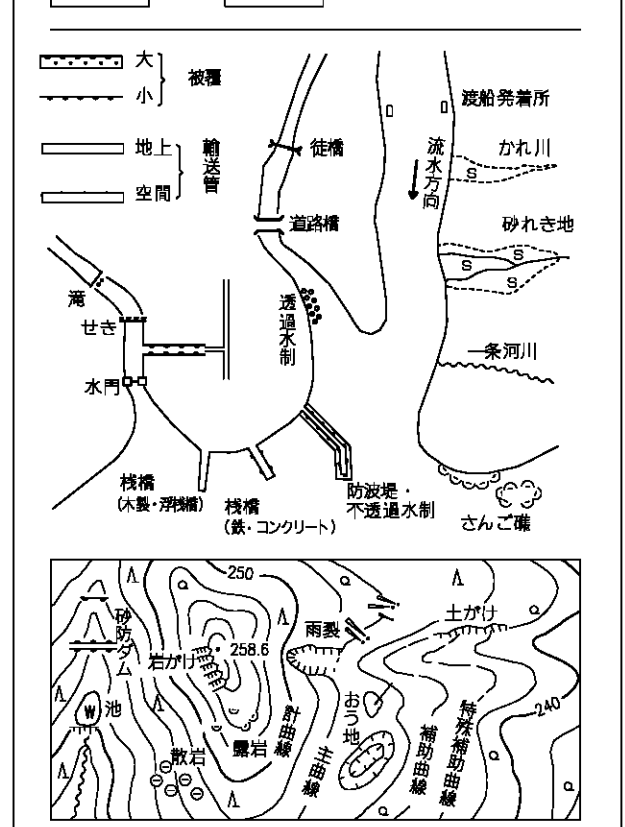 大
小
被覆
地上
空間
輸送管
渡船発着所
徒橋
かれ川
流水方向
S
道路橋
砂れき地
S
S
S
滝
透過水制
せき
一条河川
水門
桟橋
(木製・浮桟橋)
桟橋
(鉄・コンクリート)
防波堤・
不透過水制
さんご礁
250
土がけ
砂防ダム
雨裂
岩がけ
258.6
おう地
W
池
計曲線
主曲線
補助曲線
特殊補助曲線
240
露岩
散岩